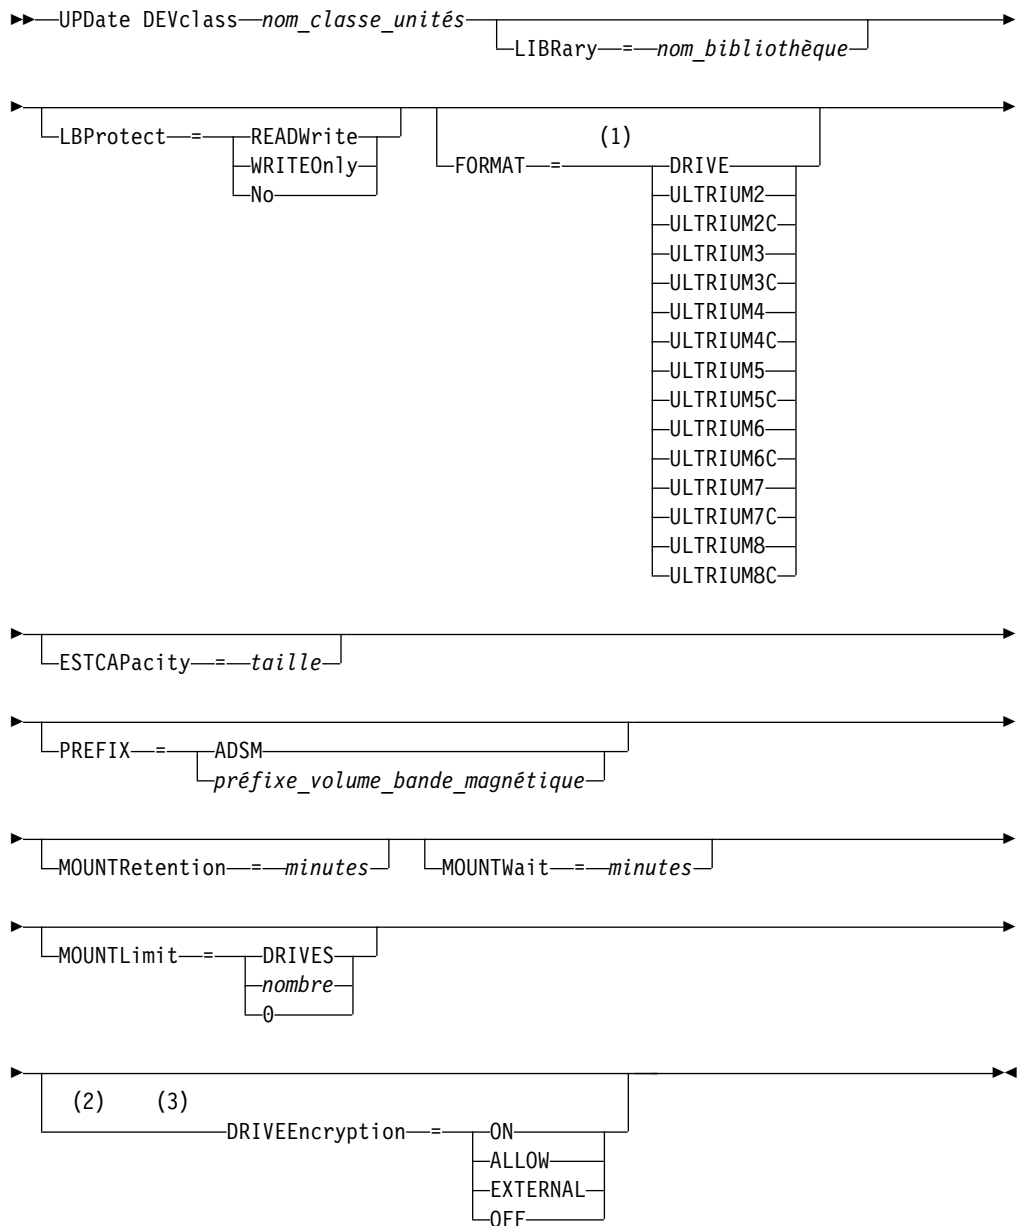 UPDate DEVclass nom_classe_unités
LIBRary = nom_bibliothèque
LBProtect = READWrite
WRITEOnly
No
(1)
FORMAT = DRIVE
ULTRIUM2
ULTRIUM2C
ULTRIUM3
ULTRIUM3C
ULTRIUM4
ULTRIUM4C
ULTRIUM5
ULTRIUM5C
ULTRIUM6
ULTRIUM6C
ULTRIUM7
ULTRIUM7C
ULTRIUM8
ULTRIUM8C
ESTCAPacity = taille
PREFIX = ADSM
préfixe_volume_bande_magnétique
MOUNTRetention = minutes MOUNTWait = minutes
MOUNTLimit = DRIVES
nombre
0
(2) (3)
DRIVEEncryption = ON
ALLOW
EXTERNAL
OFF